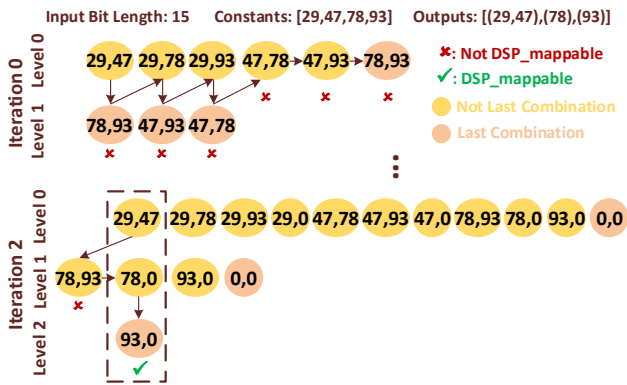 Input Bit Length: 15 Constants: [29,47,78,93] Outputs: [(29,47),(78),(93)]
Iteration 0
Level 0
29,47 29,78 29,93 47,78 47,93 78,93
Level 1
78,93 47,93 47,78
✘: Not DSP_mappable
✓: DSP_mappable
Not Last Combination
Last Combination
Iteration 2
Level 0
29,47 29,78 29,93 29,0 47,78 47,93 47,0 78,93 78,0 93,0 0,0
Level 1
78,93 78,0 93,0 0,0
Level 2
93,0